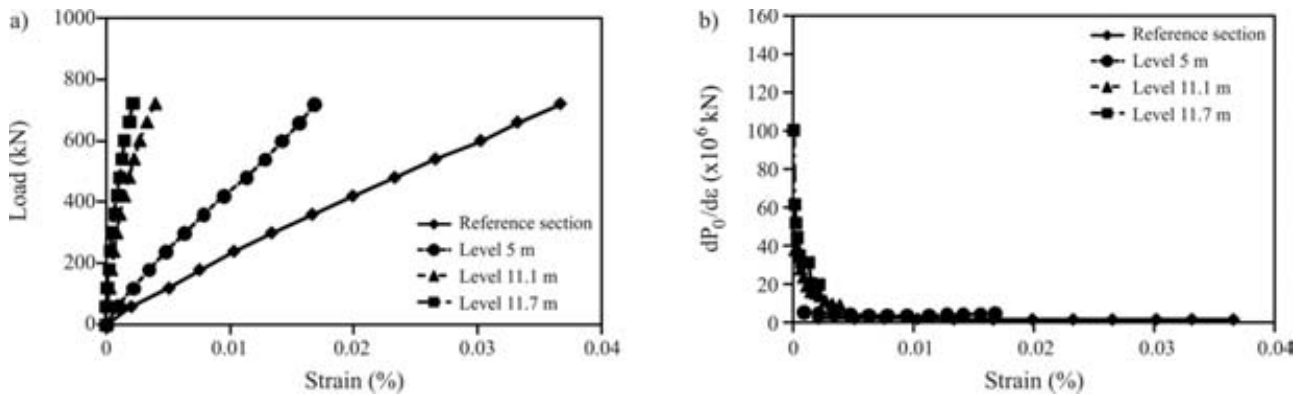 a)
1000
800
600
400
200
0
Load (kN)
0
0.01
0.02
0.03
0.04
Strain (%)
Reference section
Level 5 m
Level 11.1 m
Level 11.7 m
b)
160
140
120
100
80
60
40
20
0
dP₀/dε (x10⁶ kN)
0
0.01
0.02
0.03
0.04
Strain (%)
Reference section
Level 5 m
Level 11.1 m
Level 11.7 m